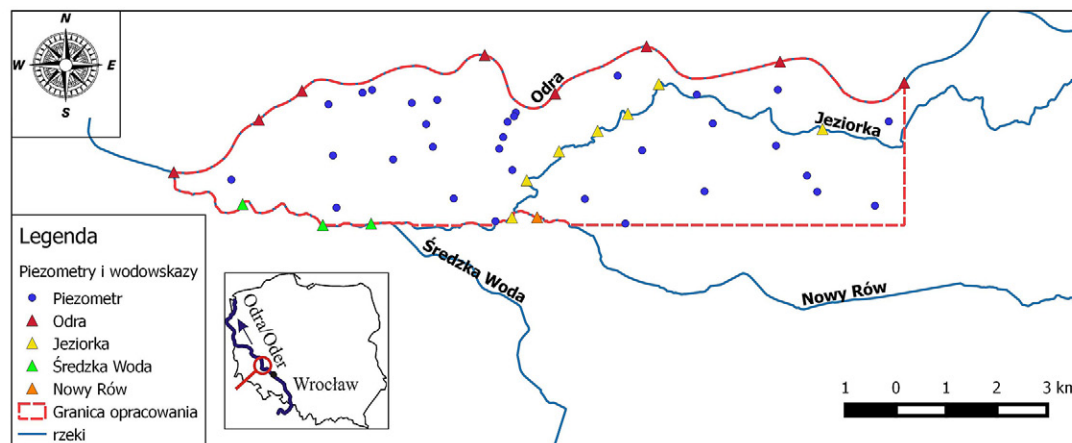 N
W
E
S
Odra
Jeziorka
Legenda
Piezometry i wodowskazy
Piezometr
Odra
Jeziorka
Średzka Woda
Nowy Rów
Granica opracowania
rzeki
Odra/Oder
Wrocław
Średzka Woda
Nowy Rów
1 0 1 2 3 km